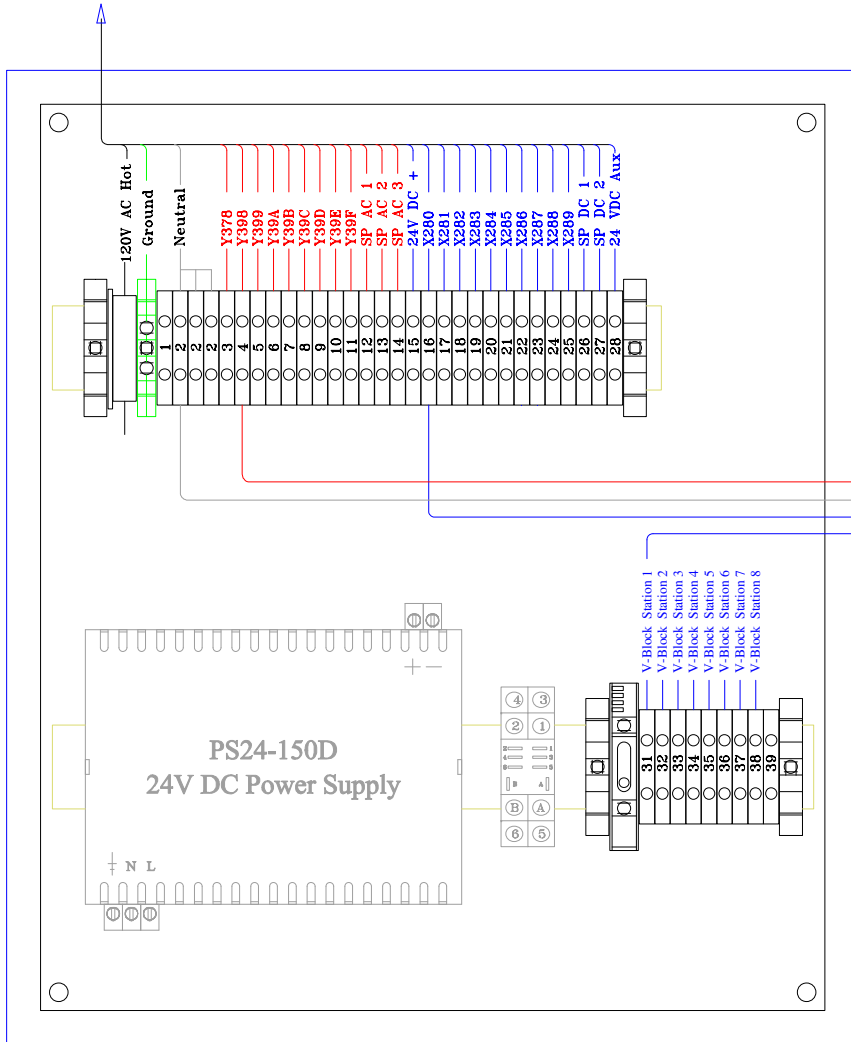 120V AC Hot
Ground
Neutral
Y378
Y398
Y399
Y39A
Y39B
Y39C
Y39D
Y39E
Y39F
SP AC 1
SP AC 2
SP AC 3
24V DC +
X280
X281
X282
X283
X284
X285
X286
X287
X288
X289
SP DC 1
SP DC 2
24 VDC Aux
1
2
2
2
3
4
5
6
7
8
9
10
11
12
13
14
15
16
17
18
19
20
21
22
23
24
25
26
27
28
V-Block Station 1
V-Block Station 2
V-Block Station 3
V-Block Station 4
V-Block Station 5
V-Block Station 6
V-Block Station 7
V-Block Station 8
+ −
PS24-150D
24V DC Power Supply
N L
4 3
2 1
2 1
4 3
6 5
B A
B A
6 5
31
32
33
34
35
36
37
38
39